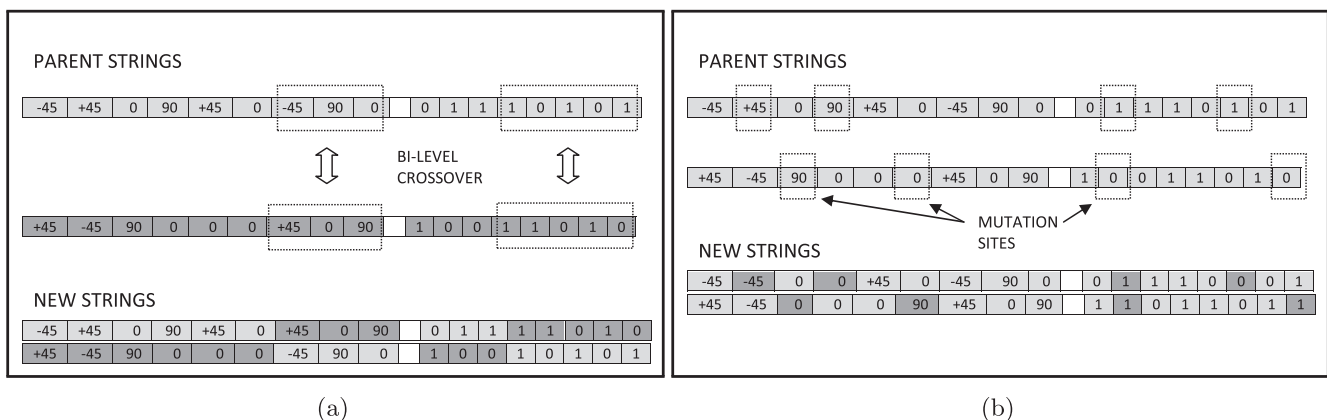 PARENT STRINGS
-45 +45 0 90 +45 0 -45 90 0 0 1 1 1 0 1 0 1
BI-LEVEL
CROSSOVER
+45 -45 90 0 0 0 +45 0 90 1 0 0 1 1 0 1 0
NEW STRINGS
-45 +45 0 90 +45 0 +45 0 90 0 1 1 1 1 0 1 0
+45 -45 90 0 0 0 -45 90 0 1 0 0 1 0 1 0 1
(a)
PARENT STRINGS
-45 +45 0 90 +45 0 -45 90 0 0 1 1 1 0 1 0 1
+45 -45 90 0 0 0 +45 0 90 1 0 0 1 1 0 1 0
MUTATION
SITES
NEW STRINGS
-45 -45 0 0 +45 0 -45 90 0 0 1 1 1 0 0 0 1
+45 -45 0 0 0 90 +45 0 90 1 1 0 1 1 0 1 1
(b)